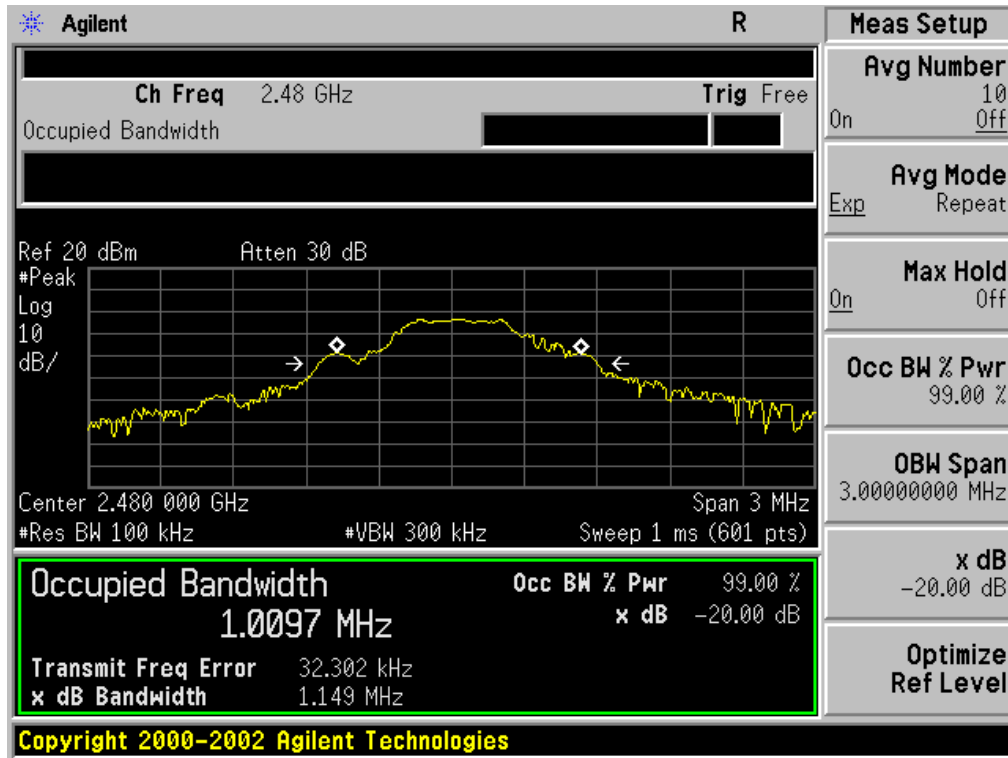 Agilent R
Ch Freq 2.48 GHz Trig Free
Occupied Bandwidth
Ref 20 dBm Atten 30 dB
#Peak
Log
10
dB/
Center 2.480 000 GHz Span 3 MHz
#Res BW 100 kHz #VBW 300 kHz Sweep 1 ms (601 pts)
Occupied Bandwidth Occ BW % Pwr 99.00 %
1.0097 MHz x dB -20.00 dB
Transmit Freq Error 32.302 kHz
x dB Bandwidth 1.149 MHz
Copyright 2000-2002 Agilent Technologies
Meas Setup
Avg Number
10
On Off
Avg Mode
Exp Repeat
Max Hold
On Off
Occ BW % Pwr
99.00 %
OBW Span
3.00000000 MHz
x dB
-20.00 dB
Optimize
Ref Level